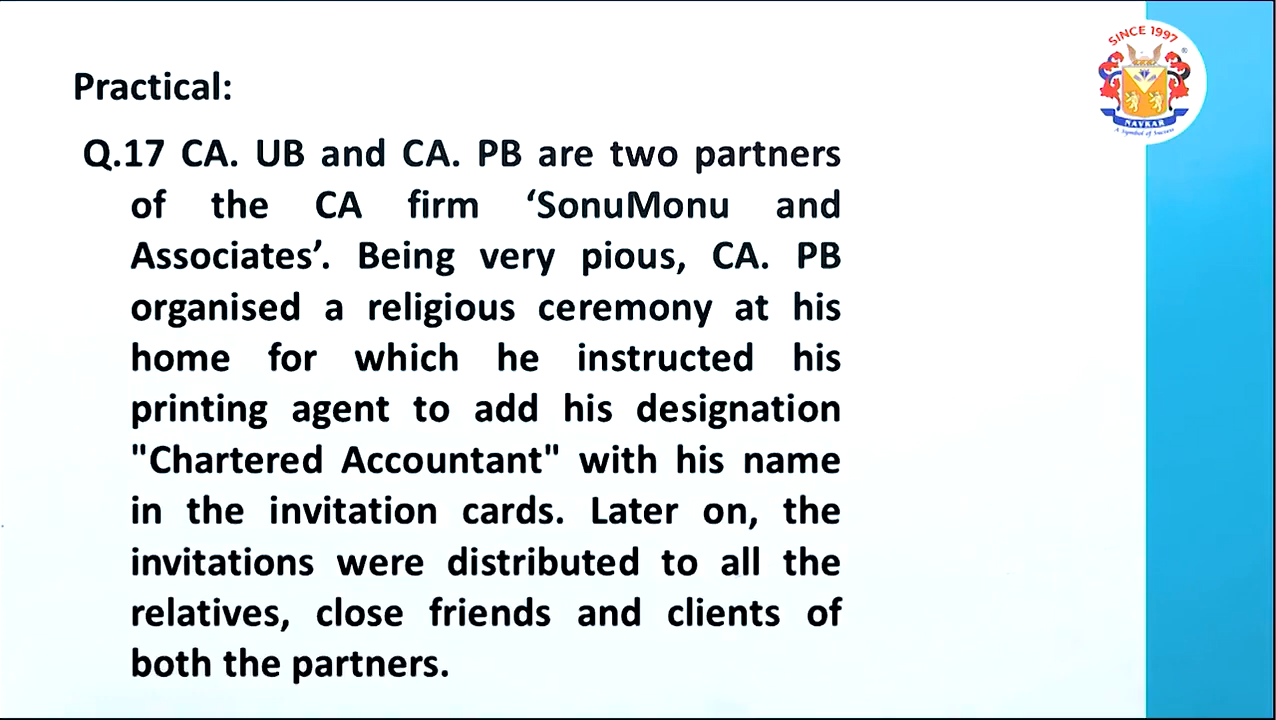 SINCE 1997
®
NAVKAR
A Symbol of Success
Practical:
Q.17 CA. UB and CA. PB are two partners
of the CA firm ‘SonuMonu and
Associates’. Being very pious, CA. PB
organised a religious ceremony at his
home for which he instructed his
printing agent to add his designation
"Chartered Accountant" with his name
in the invitation cards. Later on, the
invitations were distributed to all the
relatives, close friends and clients of
both the partners.